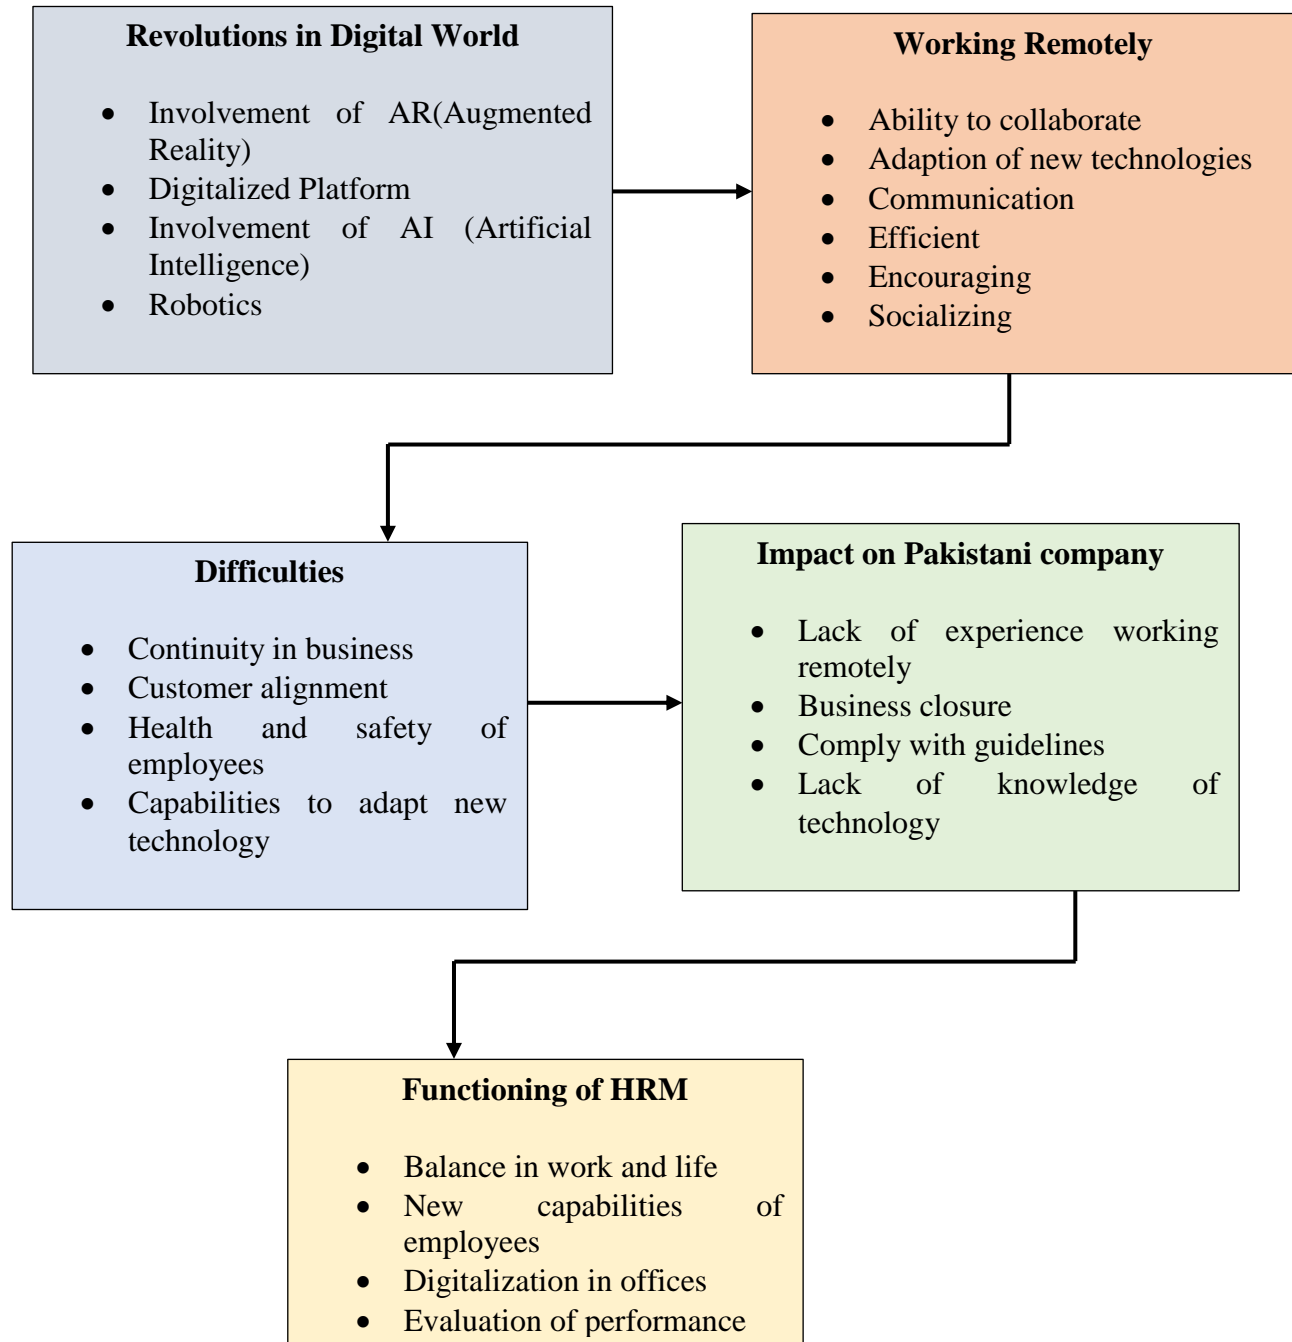 Revolutions in Digital World
• Involvement of AR(Augmented
Reality)
• Digitalized Platform
• Involvement of AI (Artificial
Intelligence)
• Robotics
Working Remotely
• Ability to collaborate
• Adaption of new technologies
• Communication
• Efficient
• Encouraging
• Socializing
Difficulties
• Continuity in business
• Customer alignment
• Health and safety of
employees
• Capabilities to adapt new
technology
Impact on Pakistani company
• Lack of experience working
remotely
• Business closure
• Comply with guidelines
• Lack of knowledge of
technology
Functioning of HRM
• Balance in work and life
• New capabilities of
employees
• Digitalization in offices
• Evaluation of performance